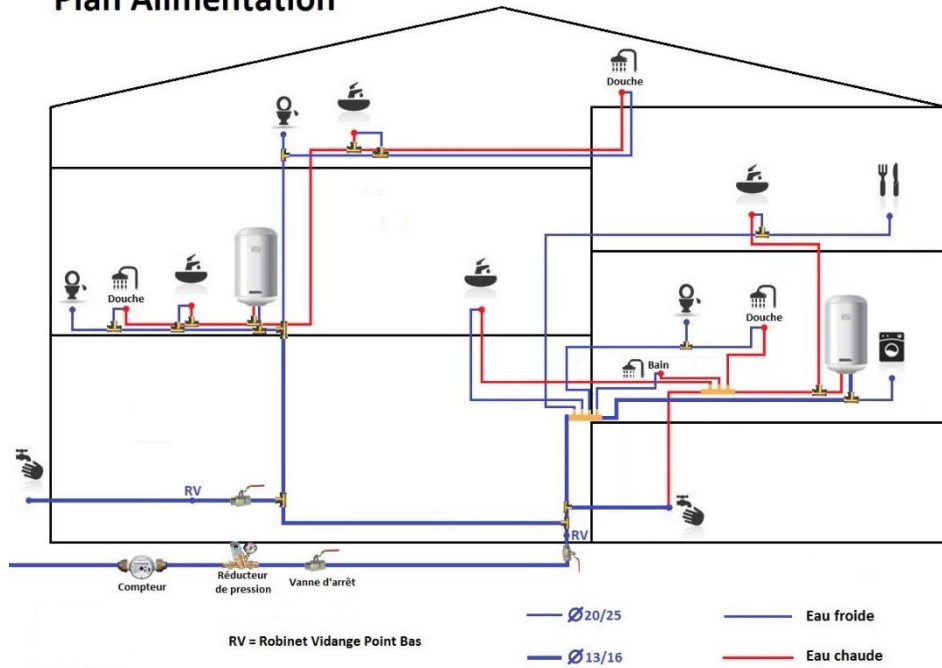 Plan Alimentation
Douche
Douche
Douche
Bain
RV
RV
Compteur
Réducteur
de pression
Vanne d'arrêt
RV = Robinet Vidange Point Bas
Ø20/25
Ø13/16
Eau froide
Eau chaude